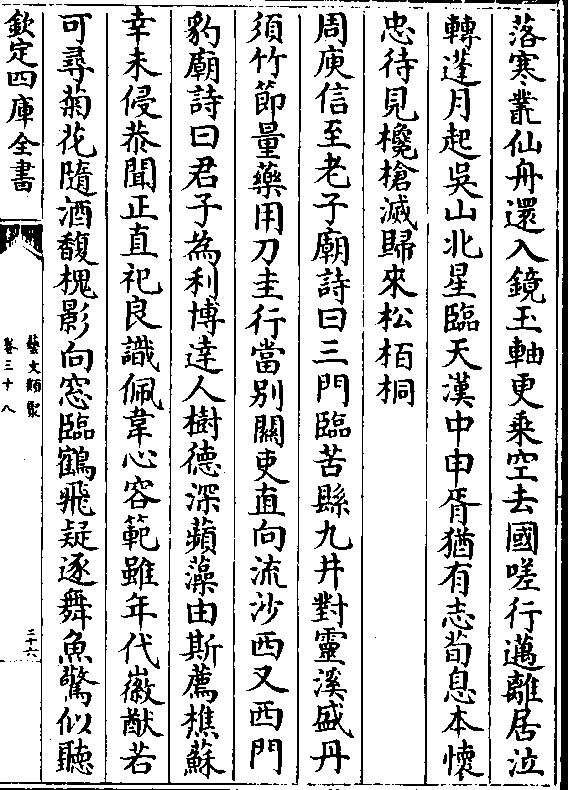 落寒叢仙舟還入鏡玉軸更乘空去國嗟行邁離居泣
轉蓬月起吳山北星臨天漢中申胥猶有志荀息本懷
忠待見欃槍滅歸來松栢桐
周庾信至老子廟詩曰三門臨苦縣九井對靈溪盛丹
須竹節量藥用刀圭行當别關吏直向流沙西又西門
豹廟詩曰君子為利博達人樹德深蘋藻由斯薦樵蘇
幸未侵恭聞正直祀良識佩韋心容範雖年代徽猷若
可尋菊花隨酒馥槐影向窓臨鶴飛疑逐舞魚驚似聽
欽定四庫全書
藝文類聚
卷三十八
三十六